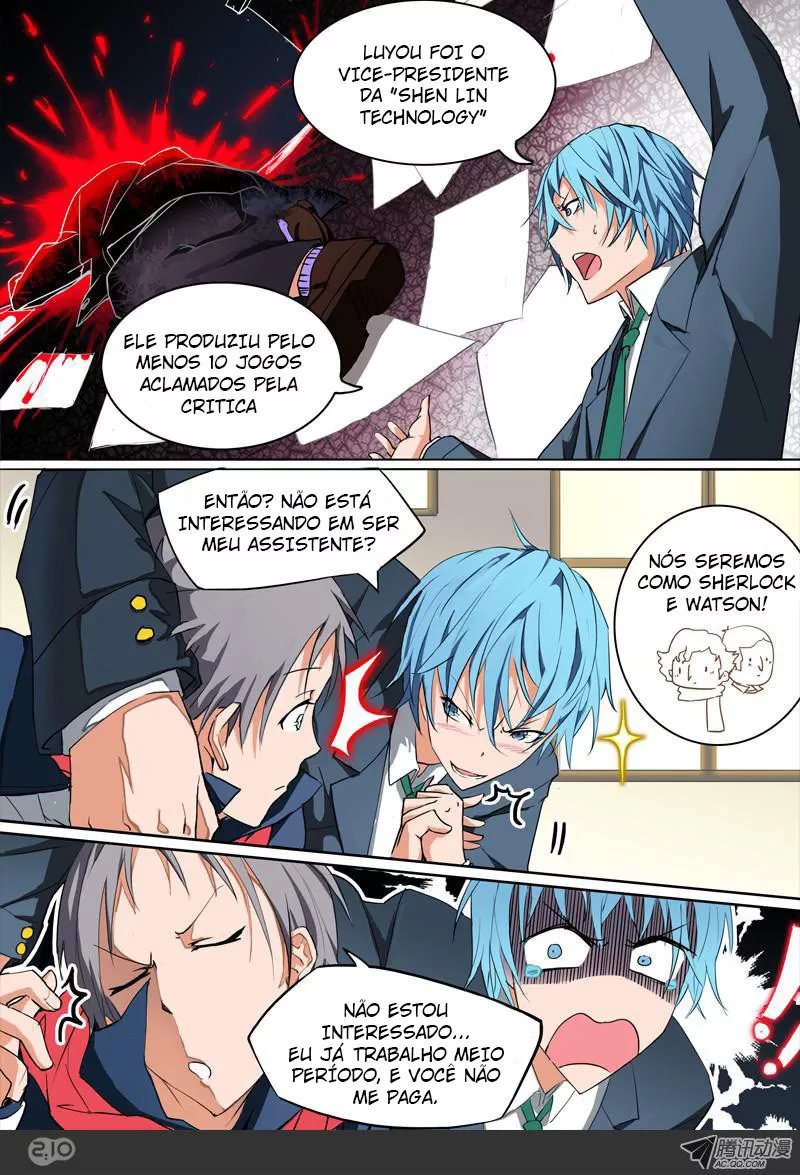 LUYOU FOI O
VICE-PRESIDENTE
DA "SHEN LIN
TECHNOLOGY"
ELE PRODUZIU PELO
MENOS 10 JOGOS
ACLAMADOS PELA
CRITICA
ENTÃO? NÃO ESTÁ
INTERESSANDO EM SER
MEU ASSISTENTE?
NÓS SEREMOS
COMO SHERLOCK
E WATSON!
NÃO ESTOU
INTERESSADO...
EU JÁ TRABALHO MEIO
PERÍODO, E VOCÊ NÃO
ME PAGA.
!!
2.10
腾讯动漫
AC.QQ.COM